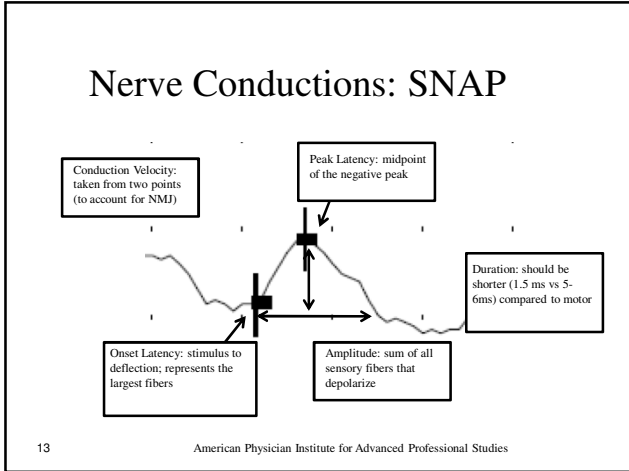 Nerve Conductions: SNAP
Conduction Velocity:
taken from two points
(to account for NMJ)
Peak Latency: midpoint
of the negative peak
Duration: should be
shorter (1.5 ms vs 5-
6ms) compared to motor
Onset Latency: stimulus to
deflection; represents the
largest fibers
Amplitude: sum of all
sensory fibers that
depolarize
13
American Physician Institute for Advanced Professional Studies